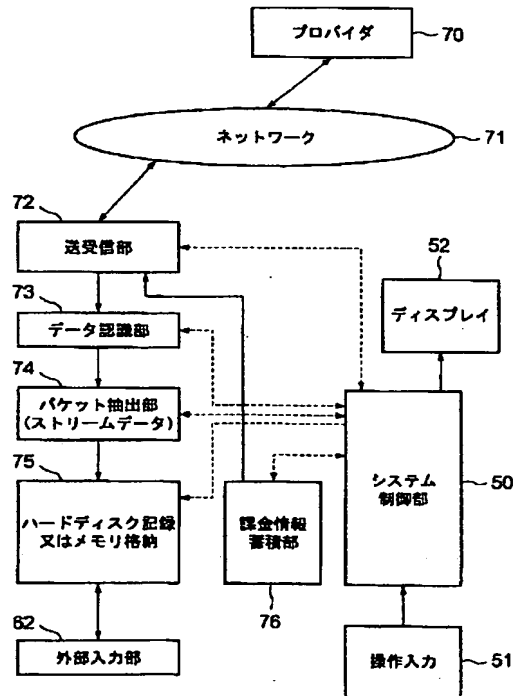 プロバイダ
70
ネットワーク
71
72
送受信部
52
ディスプレイ
73
データ認識部
74
パケット抽出部
(ストリームデータ)
75
ハードディスク記録
又はメモリ格納
課金情報
蓄積部
76
システム
制御部
50
62
外部入力部
操作入力
51